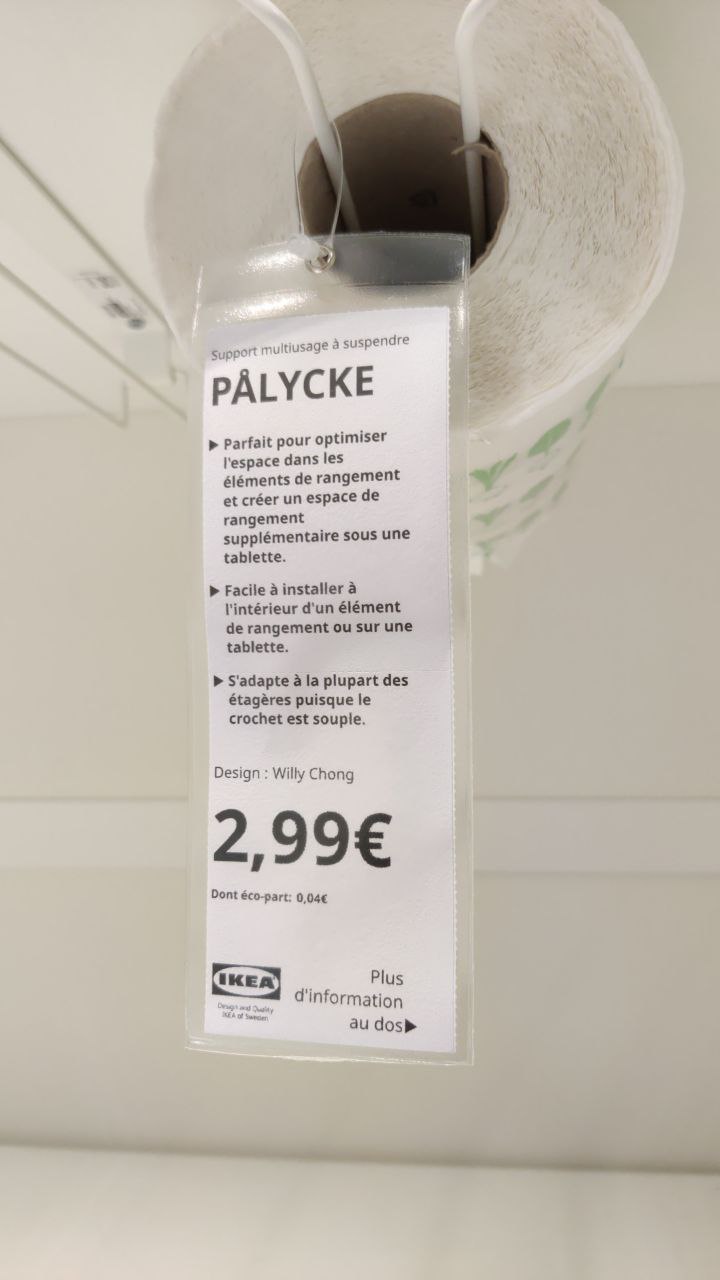 Support multiusage à suspendre
PÅLYCKE
▶ Parfait pour optimiser
l'espace dans les
éléments de rangement
et créer un espace de
rangement
supplémentaire sous une
tablette.
▶ Facile à installer à
l'intérieur d'un élément
de rangement ou sur une
tablette.
▶ S'adapte à la plupart des
étagères puisque le
crochet est souple.
Design : Willy Chong
2,99€
Dont éco-part: 0,04€
IKEA
Design and Quality
IKEA of Sweden
Plus
d'information
au dos▶